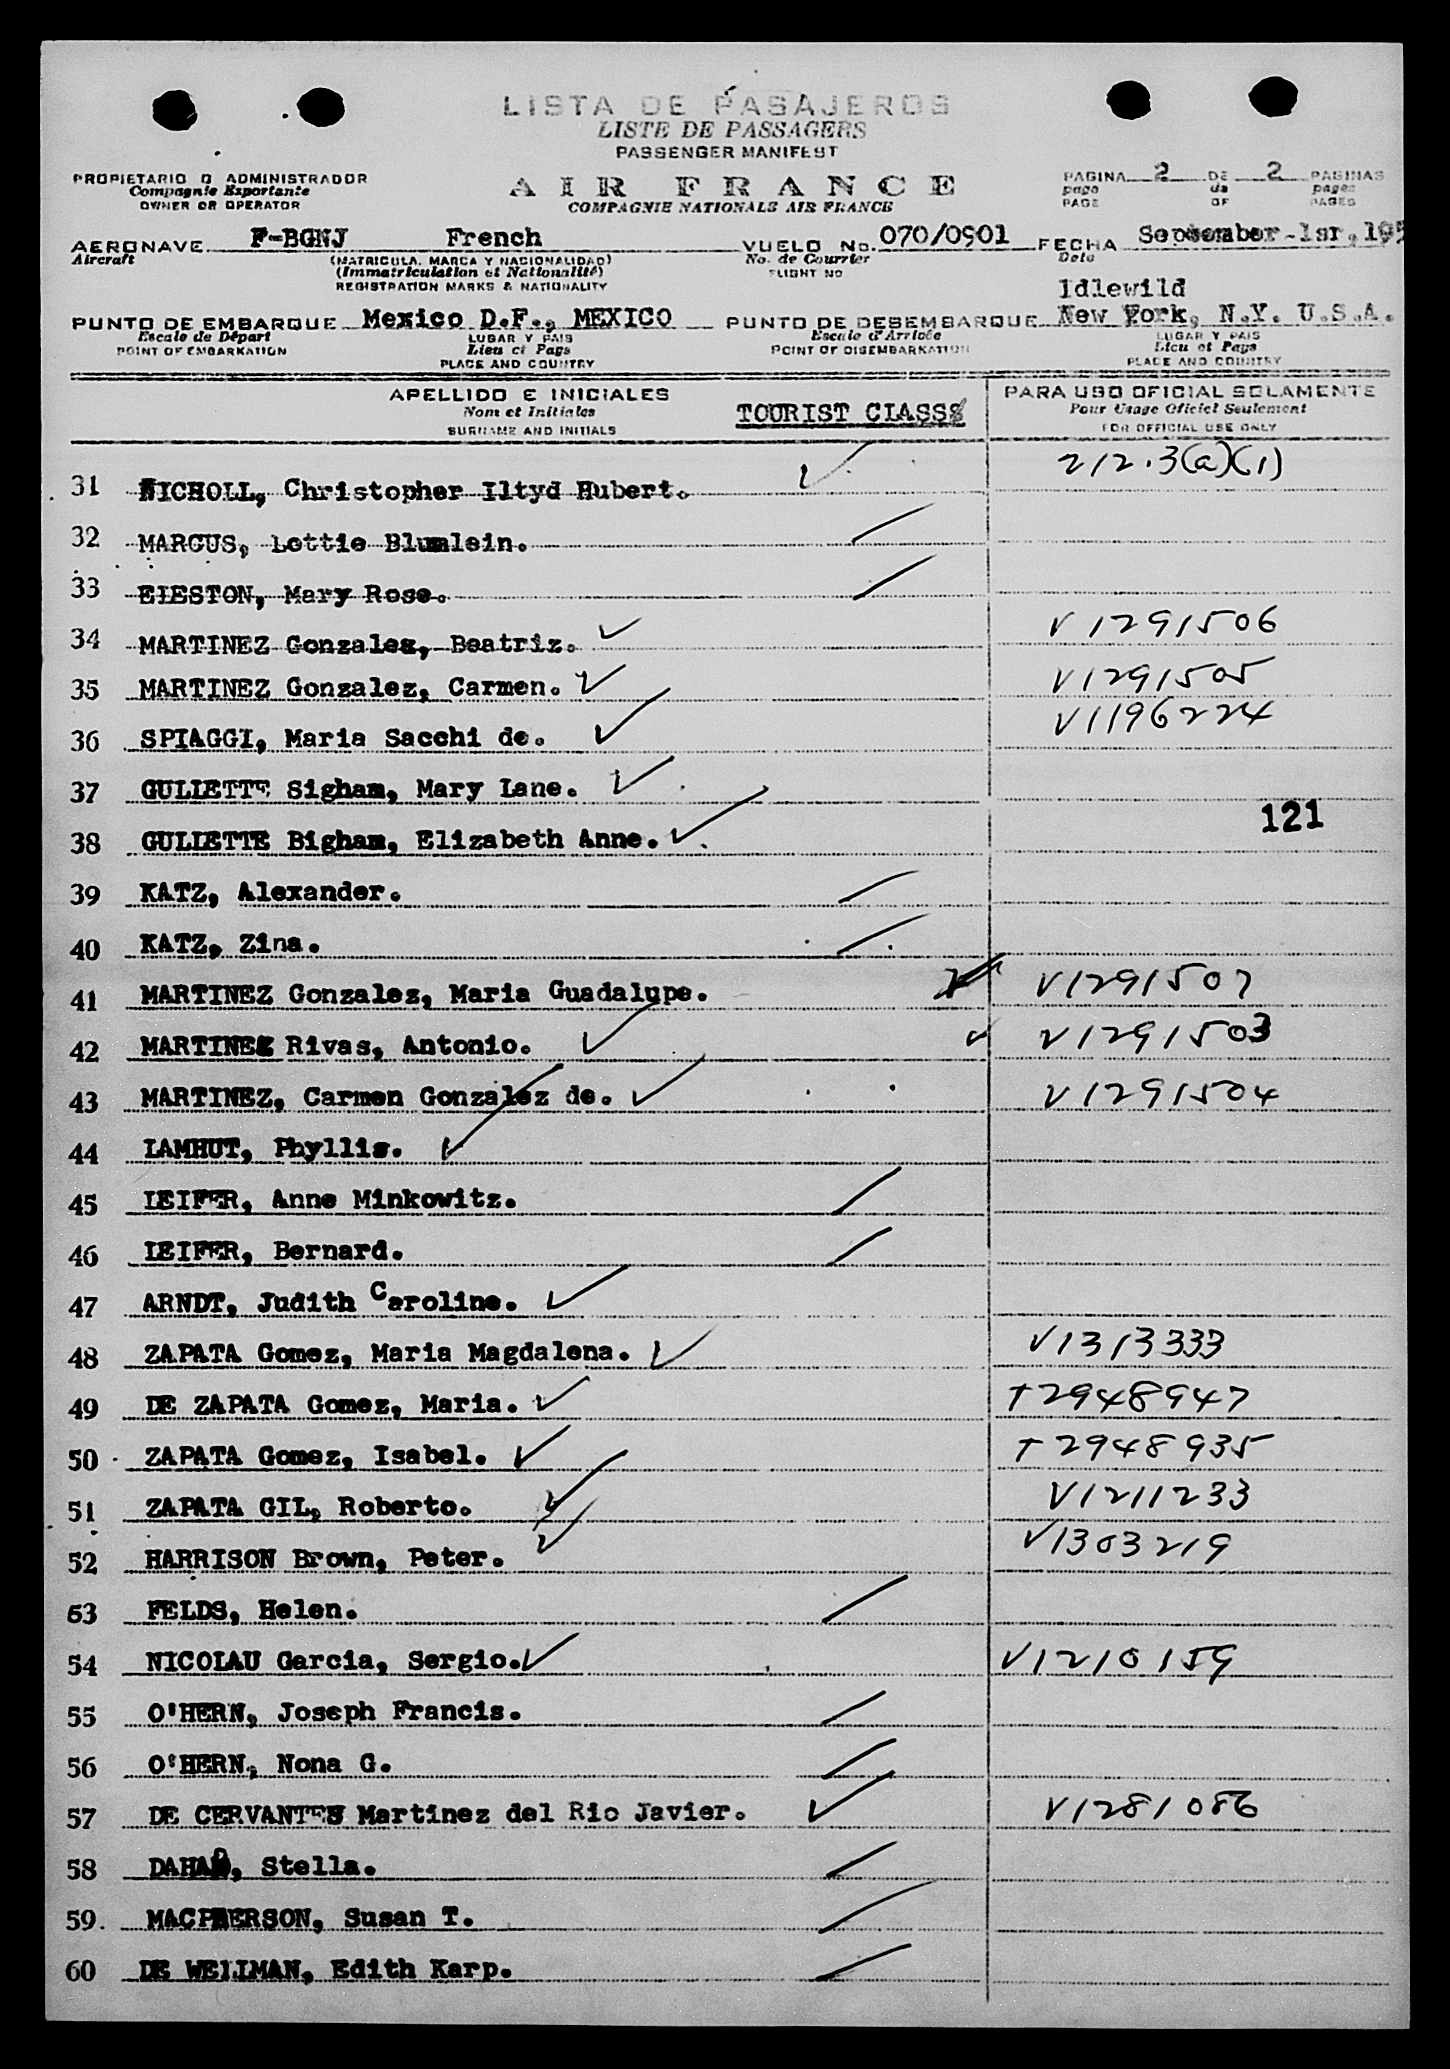 LISTA DE PASAJEROS
LISTE DE PASSAGERS
PASSENGER MANIFEST
PROPIETARIO O ADMINISTRADOR
Compagnie Exportante
OWNER OR OPERATOR
AIR FRANCE
COMPAGNIE NATIONALE AIR FRANCE
PAGINA 2 DE 2 PAGINAS
page de pages
PAGE OF PAGES
AERONAVE F-BGNJ French VUELO No. 070/0901 FECHA September-1sr, 195
Aircraft (MATRICULA, MARCA Y NACIONALIDAD) No. de Courrier Date
(Immatriculation et Nationalité) FLIGHT NO
REGISTRATION MARKS & NATIONALITY
Idlewild
PUNTO DE EMBARQUE Mexico D.F., MEXICO PUNTO DE DESEMBARQUE New York, N.Y. U.S.A.
Escale de Départ LUGAR Y PAIS Escale d'Arrivée LUGAR Y PAIS
POINT OF EMBARKATION Lieu et Pays POINT OF DISEMBARKATION Lieu et Pays
PLACE AND COUNTRY PLACE AND COUNTRY
APELLIDO E INICIALES PARA USO OFICIAL SOLAMENTE
Nom et Initiales TOURIST CLASS Pour Usage Oficiel Seulement
SURNAME AND INITIALS FOR OFFICIAL USE ONLY
212.3(a)(1)
31 NICHOLL, Christopher Iltyd Hubert.
32 MARCUS, Lottie Blumlein.
33 EIESTON, Mary Rose.
34 MARTINEZ Gonzalez, Beatriz. V1291506
35 MARTINEZ Gonzalez, Carmen. V1291505
36 SPIAGGI, Maria Sacchi de. V1196224
37 GULIETTE Sigham, Mary Lane.
121
38 GULIETTE Bigham, Elizabeth Anne.
39 KATZ, Alexander.
40 KATZ, Zina.
41 MARTINEZ Gonzalez, Maria Guadalupe. V1291507
42 MARTINEZ Rivas, Antonio. V1291503
43 MARTINEZ, Carmen Gonzalez de. V1291504
44 LAMHUT, Phyllis.
45 LEIFER, Anne Minkowitz.
46 LEIFER, Bernard.
47 ARNDT, Judith Caroline.
48 ZAPATA Gomez, Maria Magdalena. V1313333
49 DE ZAPATA Gomez, Maria. T2948947
50 ZAPATA Gomez, Isabel. T2948935
51 ZAPATA GIL, Roberto. V1211233
52 HARRISON Brown, Peter. V1303219
53 FELDS, Helen.
54 NICOLAU Garcia, Sergio. V1210159
55 O'HERN, Joseph Francis.
56 O'HERN, Nona G.
57 DE CERVANTES Martinez del Rio Javier. V1281086
58 DAHAB, Stella.
59. MACPHERSON, Susan T.
60 DE WEILMAN, Edith Karp.